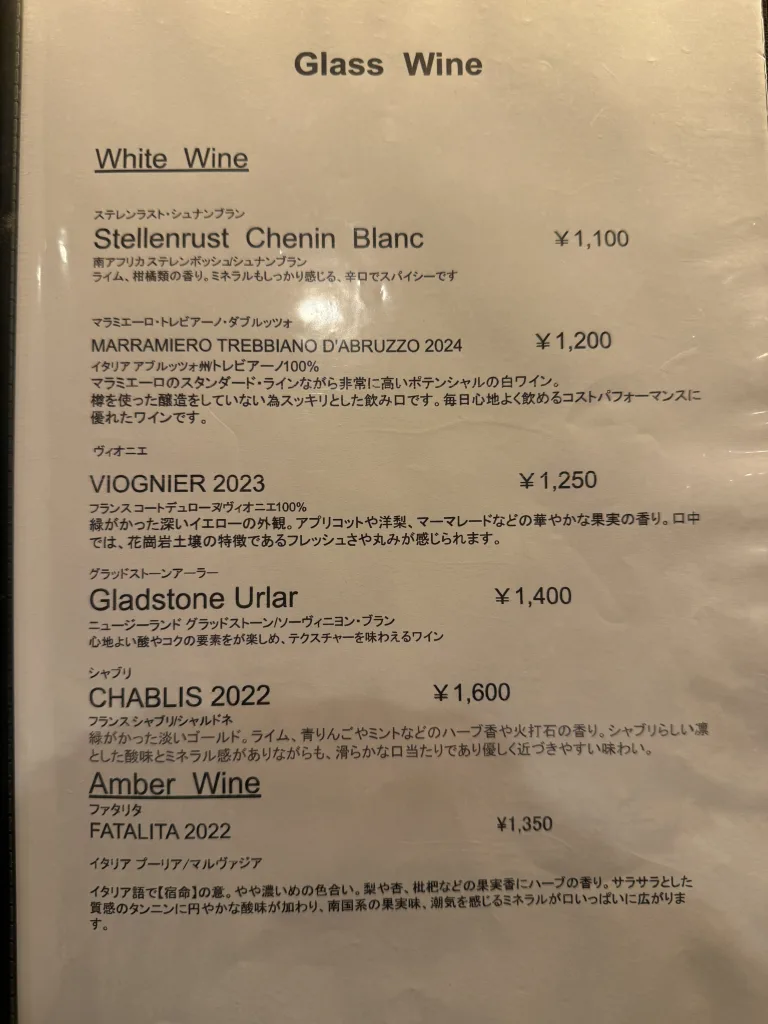 Glass Wine
White Wine
ステレンラスト・シュナンブラン
Stellenrust Chenin Blanc ¥1,100
南アフリカ ステレンボッシュ/シュナンブラン
ライム、柑橘類の香り。ミネラルもしっかり感じる、辛口でスパイシーです
マラミエーロ・トレビアーノ・ダブルッツォ
MARRAMIERO TREBBIANO D'ABRUZZO 2024 ¥1,200
イタリア アブルッツォ州/トレビアーノ100%
マラミエーロのスタンダード・ラインながら非常に高いポテンシャルの白ワイン。
樽を使った醸造をしていない為スッキリとした飲み口です。毎日心地よく飲めるコストパフォーマンスに
優れたワインです。
ヴィオニエ
VIOGNIER 2023 ¥1,250
フランス コートデュローヌ/ヴィオニエ100%
緑がかった深いイエローの外観。アプリコットや洋梨、マーマレードなどの華やかな果実の香り。口中
では、花崗岩土壌の特徴であるフレッシュさや丸みが感じられます。
グラッドストーンアーラー
Gladstone Urlar ¥1,400
ニュージーランド グラッドストーン/ソーヴィニヨン・ブラン
心地よい酸やコクの要素をが楽しめ、テクスチャーを味わえるワイン
シャブリ
CHABLIS 2022 ¥1,600
フランス シャブリ/シャルドネ
緑がかった淡いゴールド。ライム、青りんごやミントなどのハーブ香や火打石の香り。シャブリらしい凛
とした酸味とミネラル感がありながらも、滑らかな口当たりであり優しく近づきやすい味わい。
Amber Wine
ファタリタ
FATALITA 2022 ¥1,350
イタリア プーリア/マルヴァジア
イタリア語で【宿命】の意。やや濃いめの色合い。梨や杏、枇杷などの果実香にハーブの香り。サラサラとした
質感のタンニンに円やかな酸味が加わり、南国系の果実味、潮気を感じるミネラルが口いっぱいに広がりま
す。